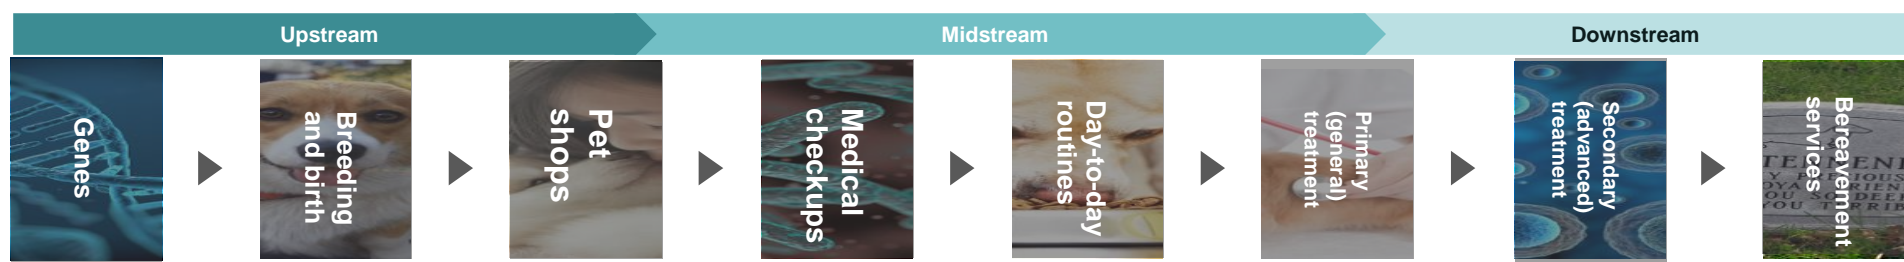 Upstream
Midstream
Downstream
Genes
Breeding
and birth
Pet
shops
Medical
checkups
Day-to-day
routines
Primary
(general)
treatment
Secondary
(advanced)
treatment
Bereavement
services